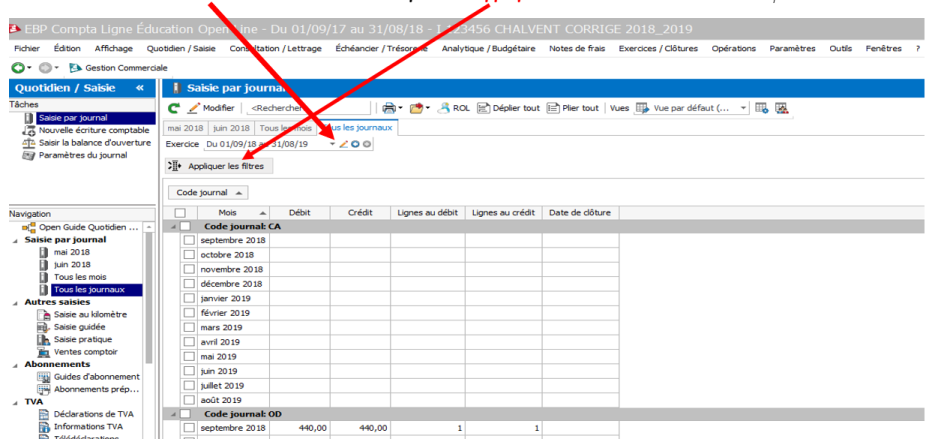 EBP Compta Ligne Éducation Open Line - Du 01/09/17 au 31/08/18 - 123456 CHALVENT CORRIGE 2018_2019
Fichier Édition Affichage Quotidien / Saisie Consultation / Lettrage Échéancier / Trésorerie Analytique / Budgétaire Notes de frais Exercices / Clôtures Opérations Paramètres Outils Fenêtres ?
Gestion Commerciale
Quotidien / Saisie «
Saisie par journal
Tâches
Saisie par journal
Nouvelle écriture comptable
Saisir la balance d'ouverture
Paramètres du journal
Modifier <Rechercher ROL Déplier tout Plier tout Vues Vue par défaut (...
mai 2018 juin 2018 Tous les mois Tous les journaux
Exercice Du 01/09/18 au 31/08/19
Appliquer les filtres
Code journal
Navigation
Open Guide Quotidien ...
Saisie par journal
mai 2018
juin 2018
Tous les mois
Tous les journaux
Autres saisies
Saisie au kilomètre
Saisie guidée
Saisie pratique
Ventes comptoir
Abonnements
Guides d'abonnement
Abonnements prép...
TVA
Déclarations de TVA
Informations TVA
Télédéclarations
Mois Débit Crédit Lignes au débit Lignes au crédit Date de clôture
Code journal: CA
septembre 2018
octobre 2018
novembre 2018
décembre 2018
janvier 2019
février 2019
mars 2019
avril 2019
mai 2019
juin 2019
juillet 2019
août 2019
Code journal: OD
septembre 2018 440,00 440,00 1 1